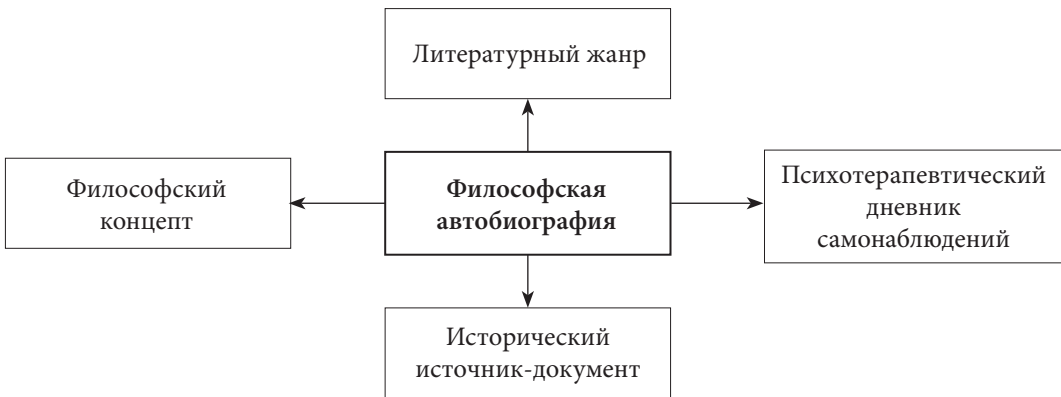 Литературный жанр
Философский
концепт
Философская
автобиография
Психотерапевтический
дневник
самонаблюдений
Исторический
источник-документ